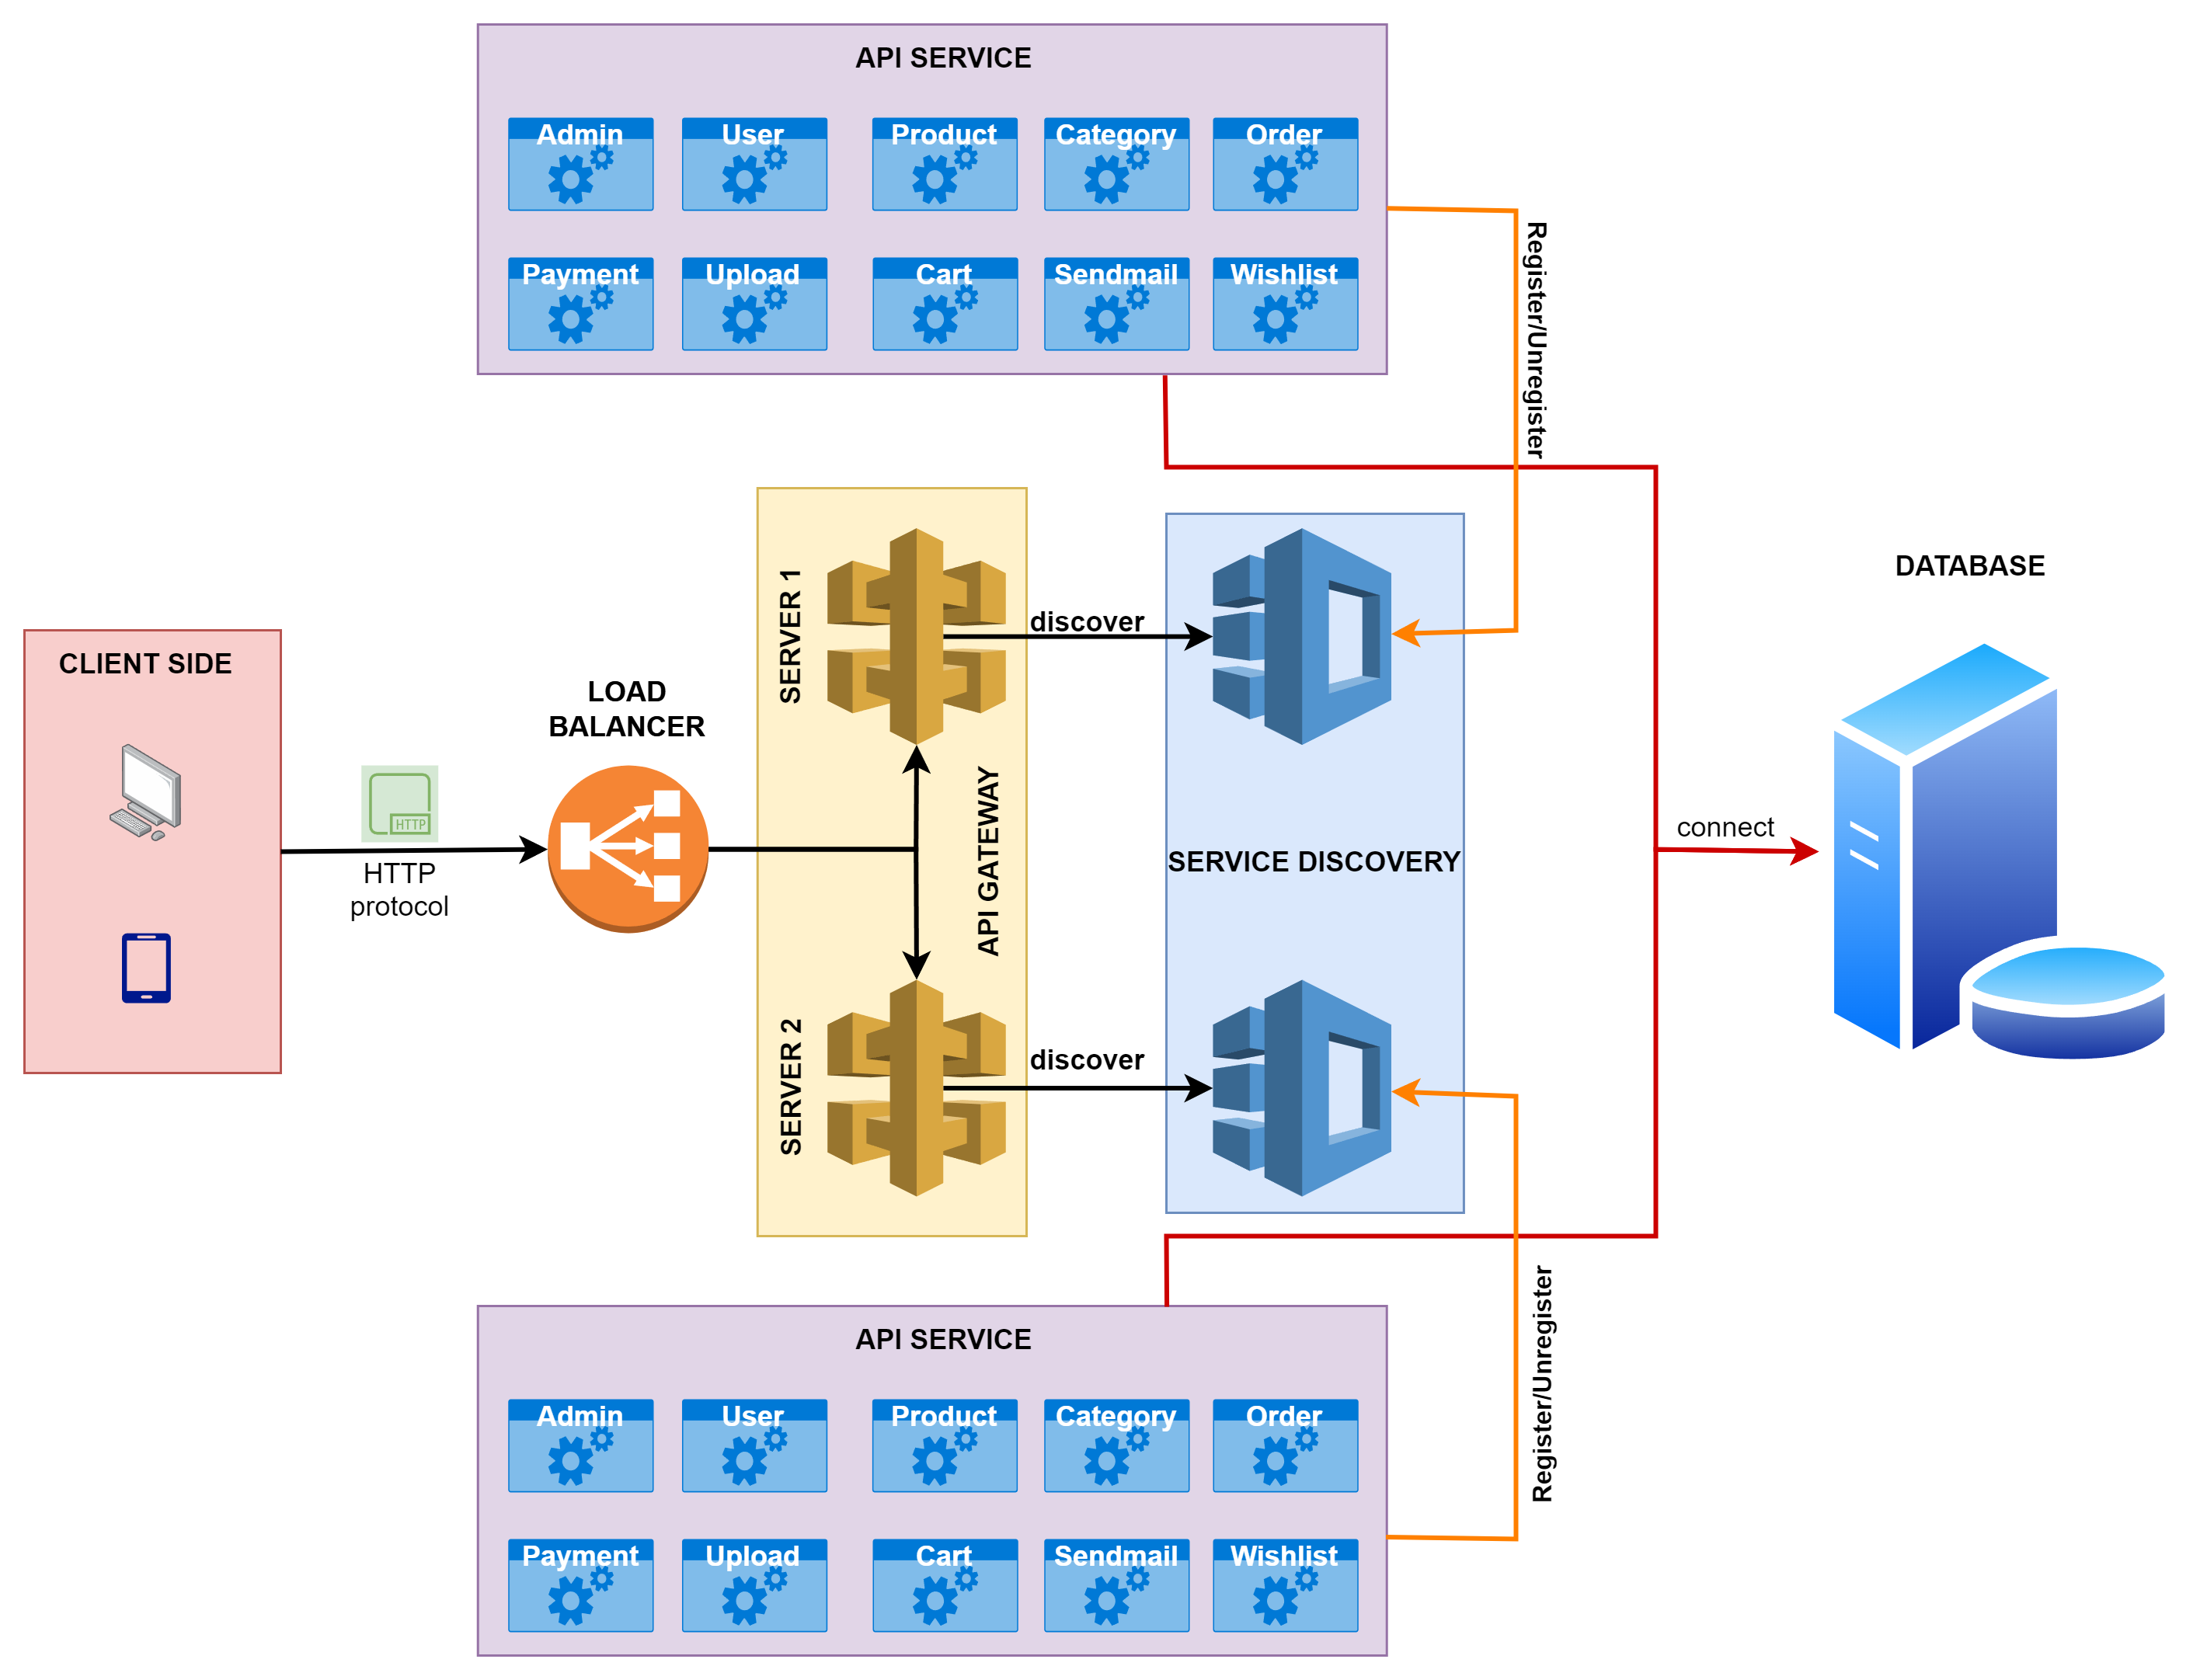 API SERVICE
Admin
User
Product
Category
Order
Payment
Upload
Cart
Sendmail
Wishlist
Register/Unregister
CLIENT SIDE
HTTP
HTTP
protocol
LOAD
BALANCER
SERVER 1
API GATEWAY
SERVER 2
discover
discover
SERVICE DISCOVERY
connect
DATABASE
Register/Unregister
API SERVICE
Admin
User
Product
Category
Order
Payment
Upload
Cart
Sendmail
Wishlist